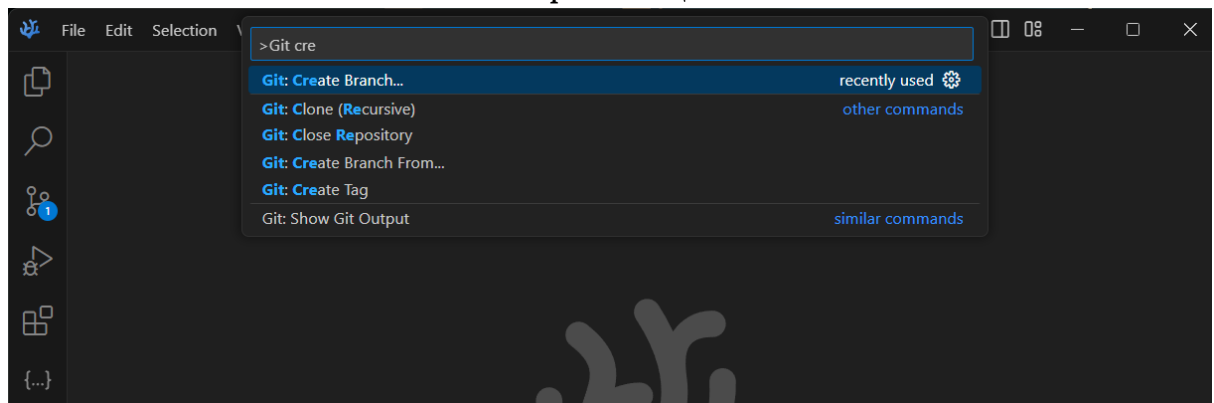 File Edit Selection
>Git cre
Git: Create Branch... recently used
Git: Clone (Recursive) other commands
Git: Close Repository
Git: Create Branch From...
Git: Create Tag
Git: Show Git Output similar commands
1
{...}